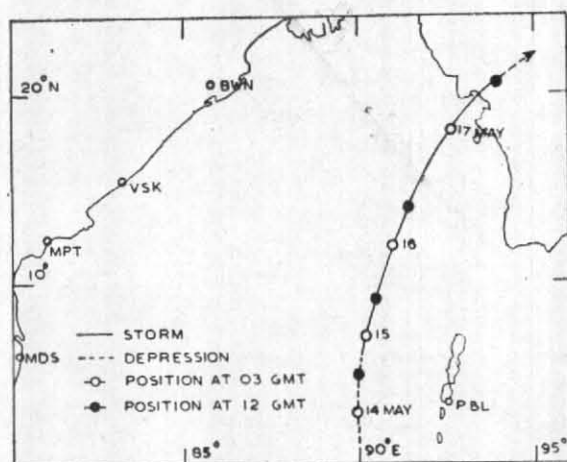 20°N
BWN
17 MAY
VSK
MPT
16
10°
STORM
15
MDS
DEPRESSION
POSITION AT 03 GMT
PBL
POSITION AT 12 GMT
14 MAY
85°
90°E
95°